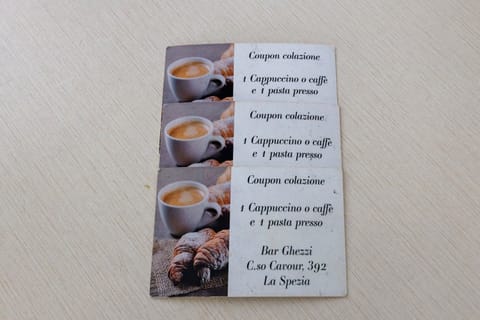 Coupon colazione
1 Cappuccino o caffè
e 1 pasta presso
Coupon colazione
1 Cappuccino o caffè
e 1 pasta presso
Coupon colazione
1 Cappuccino o caffè
e 1 pasta presso
Bar Ghezzi
C.so Cavour, 392
La Spezia